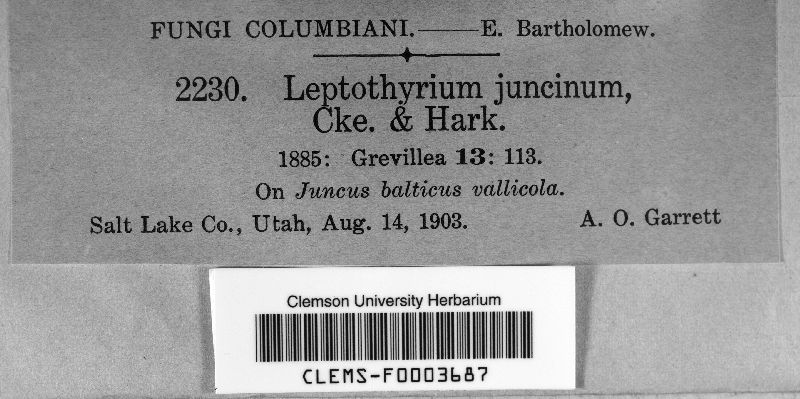 FUNGI COLUMBIANI.——E. Bartholomew.
2230. Leptothyrium juncinum,
Cke. & Hark.
1885: Grevillea 13: 113.
On Juncus balticus vallicola.
Salt Lake Co., Utah, Aug. 14, 1903. A. O. Garrett
Clemson University Herbarium
CLEMS-F0003687